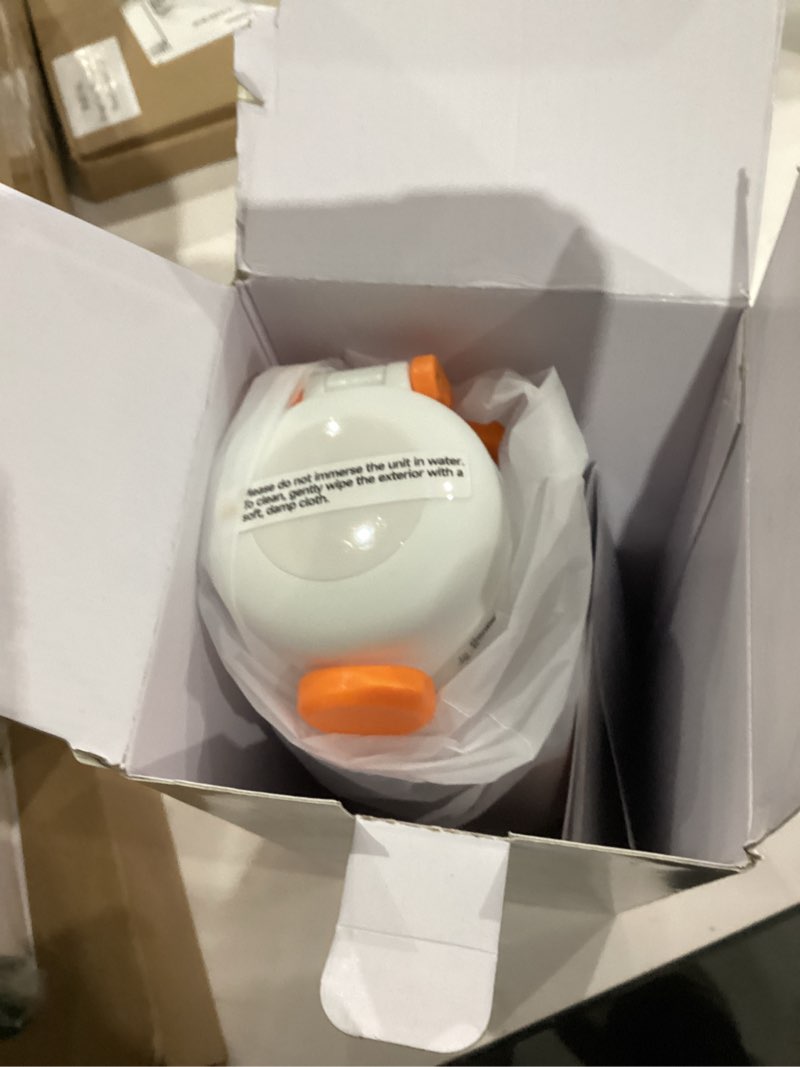 lease do not immerse the unit in water.
To clean, gently wipe the exterior with a
soft, damp cloth.